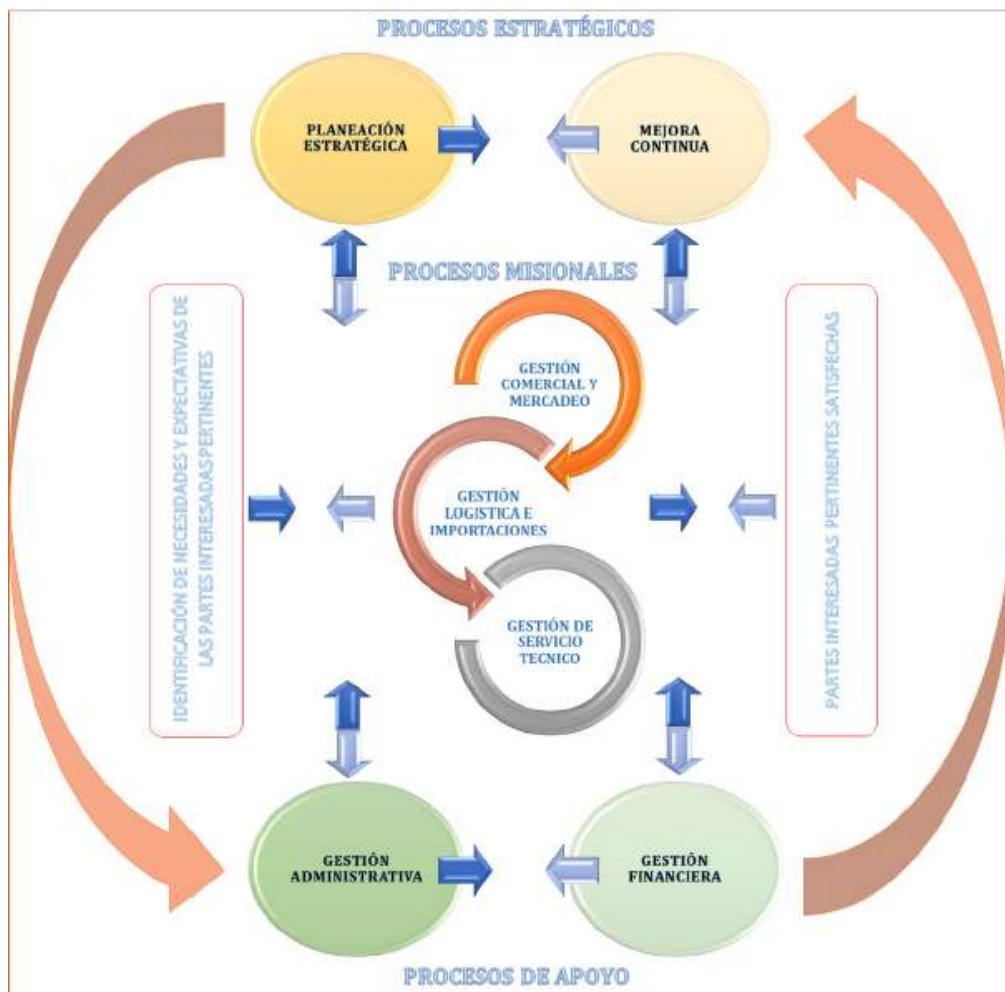 PROCESOS ESTRATÉGICOS
PLANEACIÓN
ESTRATÉGICA
MEJORA
CONTINUA
PROCESOS MISIONALES
IDENTIFICACIÓN DE NECESIDADES Y EXPECTATIVAS DE
LAS PARTES INTERESADAS PERTINENTES
GESTIÓN
COMERCIAL Y
MERCADEO
GESTIÓN
LOGISTICA E
IMPORTACIONES
GESTIÓN DE
SERVICIO
TECNICO
PARTES INTERESADAS PERTINENTES SATISFECHAS
GESTIÓN
ADMINISTRATIVA
GESTIÓN
FINANCIERA
PROCESOS DE APOYO